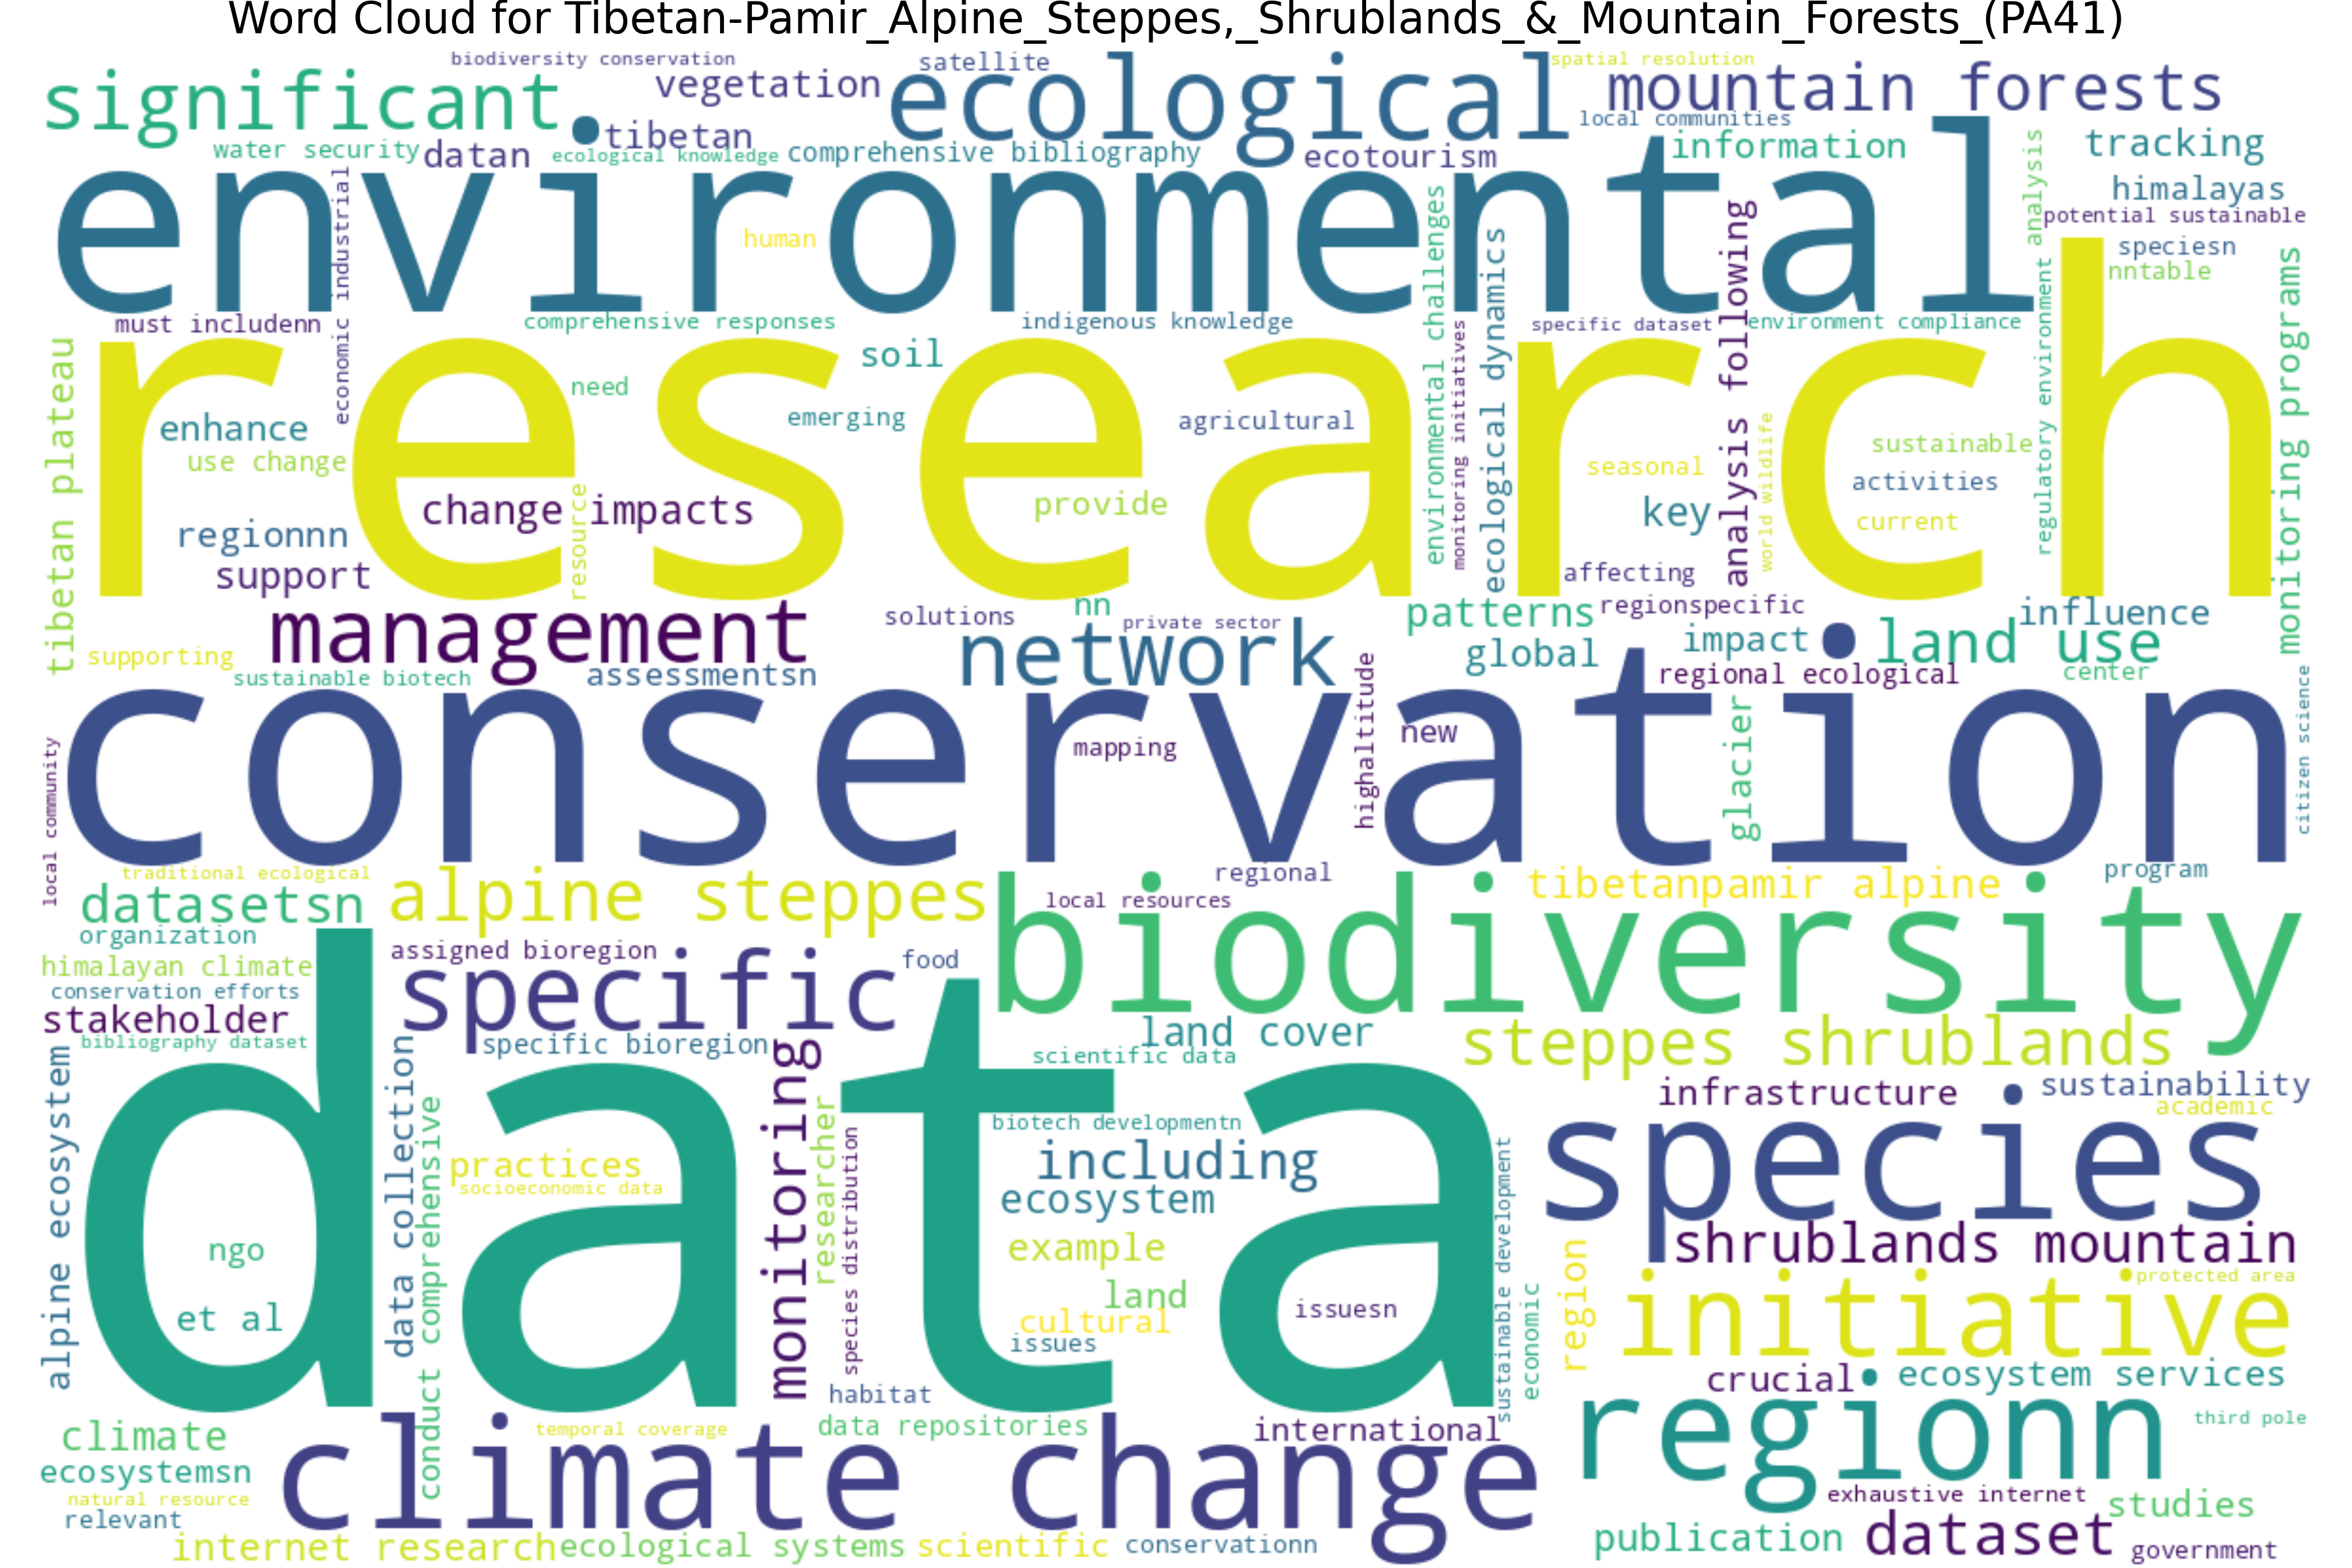 Word Cloud for Tibetan-Pamir_Alpine_Steppes,_Shrublands_&_Mountain_Forests_(PA41)
biodiversity conservation
satellite
spatial resolution
significant
vegetation
ecological
mountain forests
tibetan
local communities
water security
datan
ecological knowledge
comprehensive bibliography
ecotourism
information
tracking
environmental
himalayas
potential sustainable
human
speciesn
nntable
economic industrial
environmental challenges
ecological dynamics
analysis following
analysis
regulatory environment
monitoring programs
must includenn
comprehensive responses
indigenous knowledge
specific dataset
environment compliance
tibetan plateau
research
soil
need
enhance
emerging
agricultural
monitoring initiatives
world wildlife
sustainable
use change
seasonal
activities
change impacts
resource
provide
key
current
regionnn
support
affecting
management
solutions
nn
private sector
patterns
regionspecific
influence
network
global
impact
land use
supporting
sustainable biotech
assessmentsn
regional ecological
center
conservation
local community
mapping
highaltitude
new
glacier
citizen science
traditional ecological
regional
program
datasetsn
alpine steppes
local resources
tibetanpamir alpine
organization
biodiversity
assigned bioregion
himalayan climate
specific
food
conservation efforts
stakeholder
land cover
steppes shrublands
bibliography dataset
specific bioregion
scientific data
data
alpine ecosystem
data collection
conduct comprehensive
monitoring
researcher
species distribution
infrastructure
sustainability
academic
biotech developmentn
species
practices
including
socioeconomic data
ecosystem
sustainable development
ngo
example
shrublands mountain
region
protected area
land
et al
cultural
issuesn
initiative
issues
economic
crucial
ecosystem services
habitat
climate
temporal coverage
data repositories
international
regionn
third pole
climate change
ecosystemsn
natural resource
exhaustive internet
studies
relevant
internet research
ecological systems
scientific
conservationn
publication
dataset
government